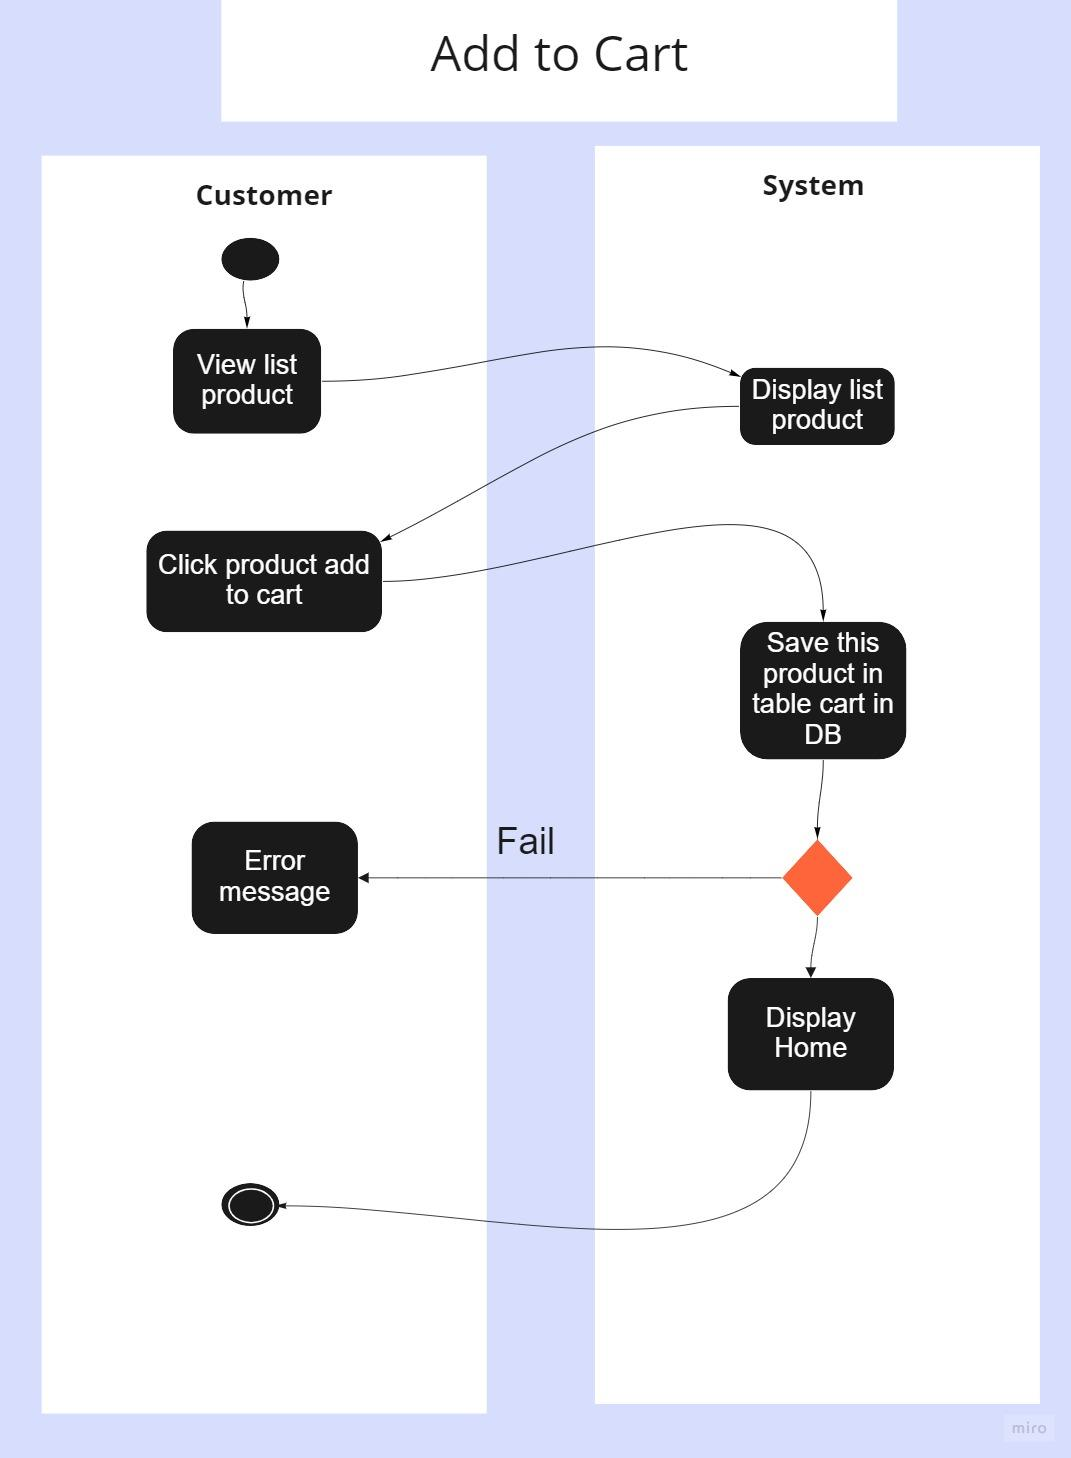 Add to Cart
Customer
System
View list
product
Display list
product
Click product add
to cart
Save this
product in
table cart in
DB
Fail
Error
message
Display
Home
miro